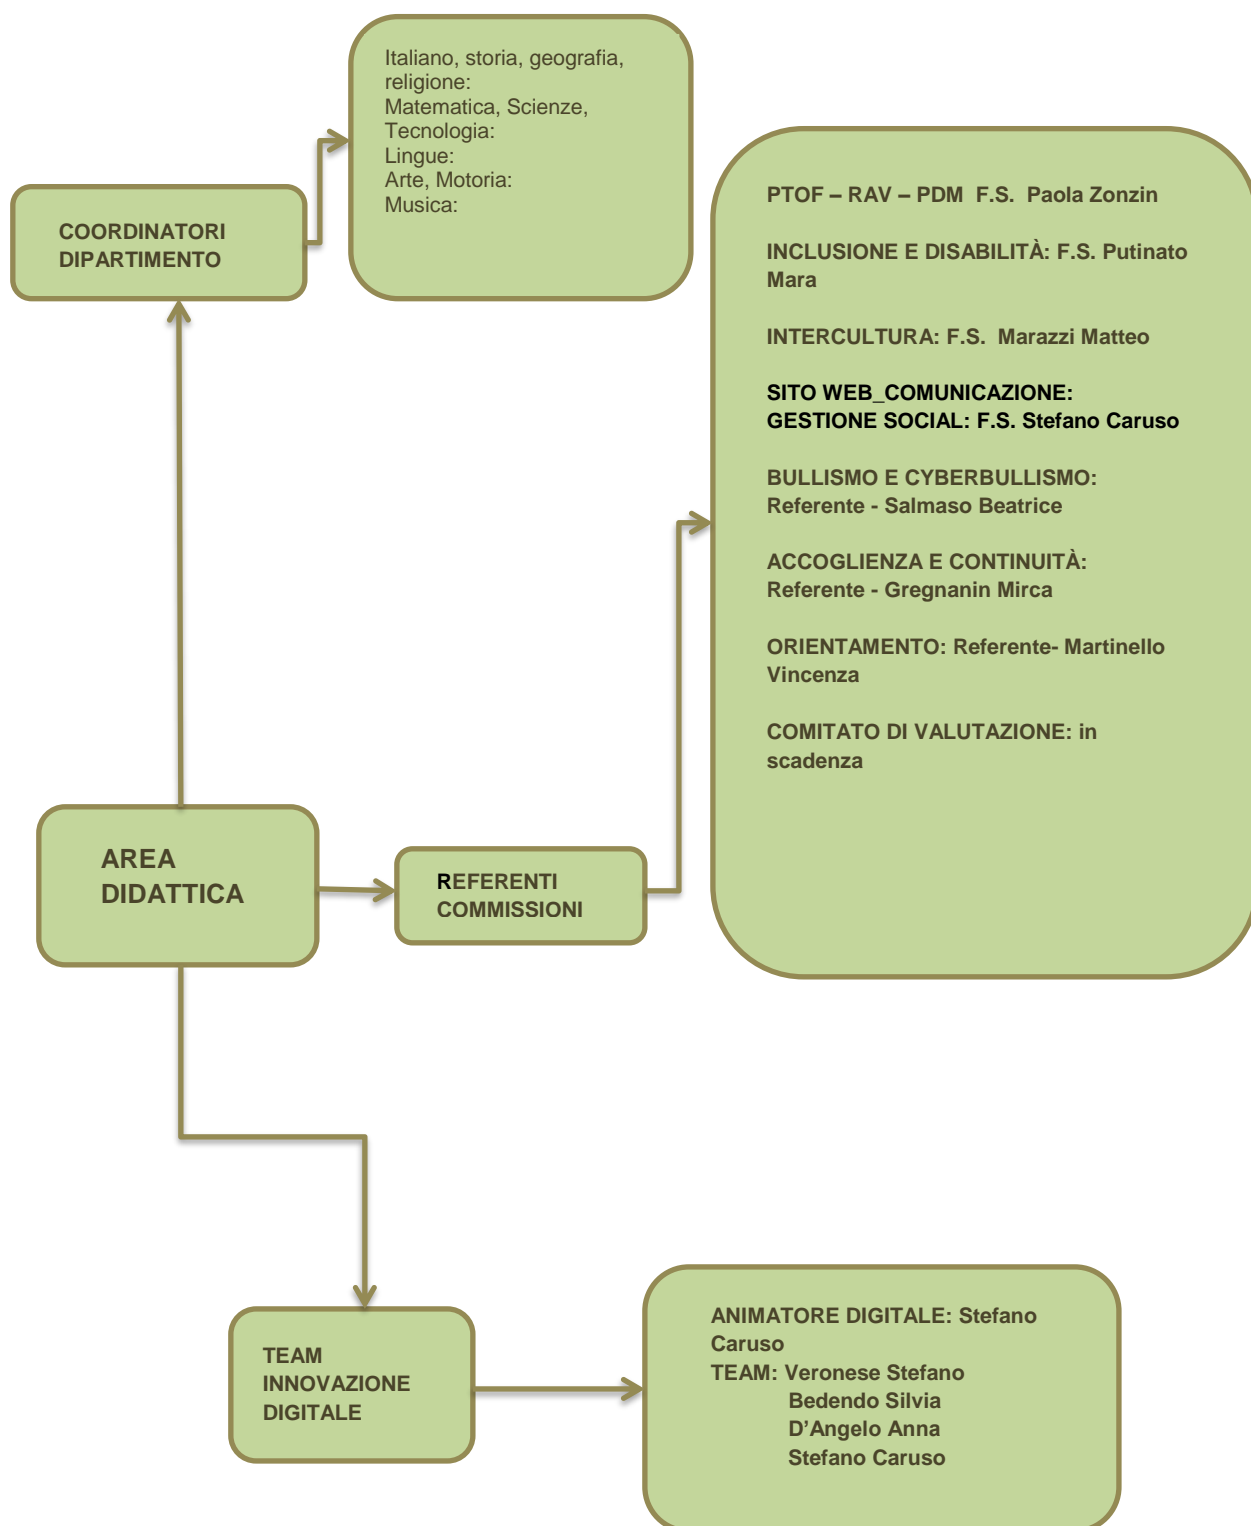 Italiano, storia, geografia,
religione:
Matematica, Scienze,
Tecnologia:
Lingue:
Arte, Motoria:
Musica:
COORDINATORI
DIPARTIMENTO
PTOF – RAV – PDM F.S. Paola Zonzin
INCLUSIONE E DISABILITÀ: F.S. Putinato
Mara
INTERCULTURA: F.S. Marazzi Matteo
SITO WEB_COMUNICAZIONE:
GESTIONE SOCIAL: F.S. Stefano Caruso
BULLISMO E CYBERBULLISMO:
Referente - Salmaso Beatrice
ACCOGLIENZA E CONTINUITÀ:
Referente - Gregnanin Mirca
ORIENTAMENTO: Referente- Martinello
Vincenza
COMITATO DI VALUTAZIONE: in
scadenza
AREA
DIDATTICA
REFERENTI
COMMISSIONI
TEAM
INNOVAZIONE
DIGITALE
ANIMATORE DIGITALE: Stefano
Caruso
TEAM: Veronese Stefano
Bedendo Silvia
D’Angelo Anna
Stefano Caruso